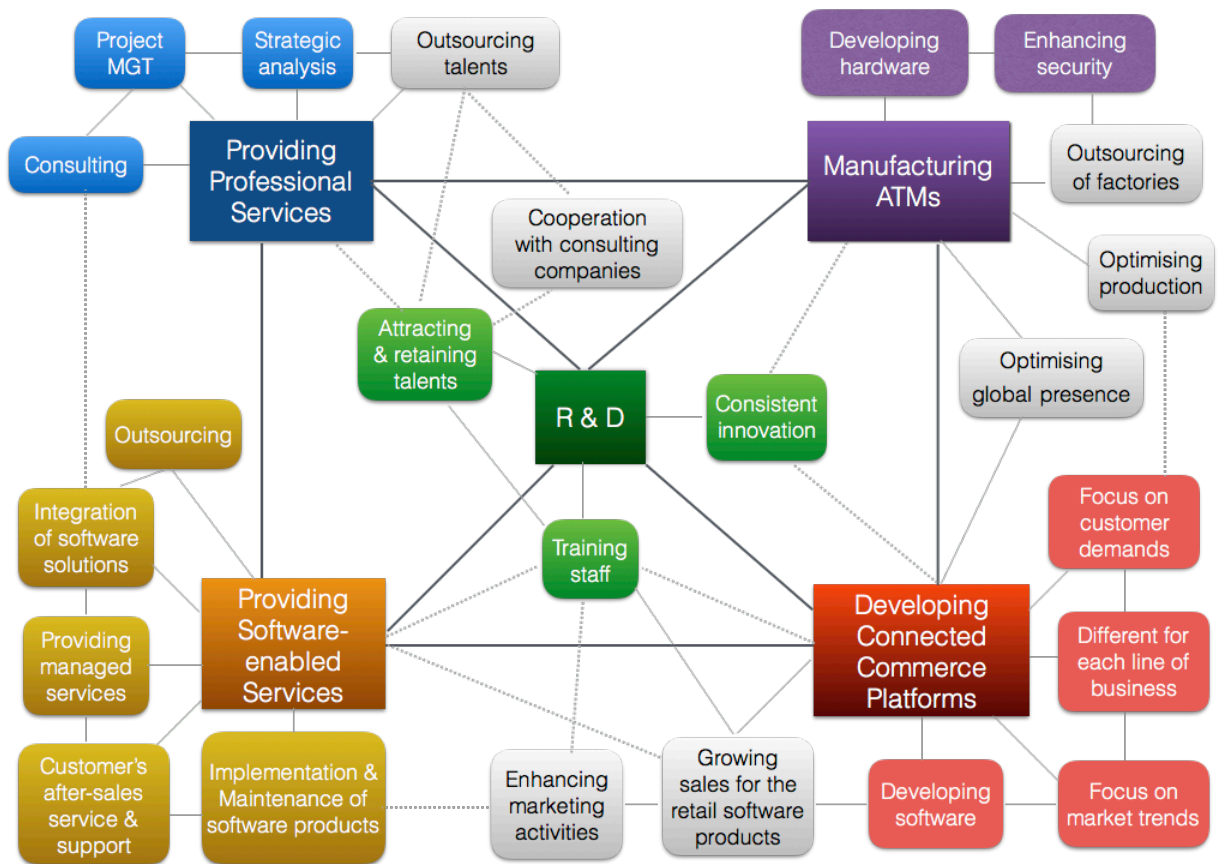 Project
MGT
Strategic
analysis
Outsourcing
talents
Developing
hardware
Enhancing
security
Consulting
Providing
Professional
Services
Manufacturing
ATMs
Outsourcing
of factories
Cooperation
with consulting
companies
Optimising
production
Attracting
& retaining
talents
R & D
Consistent
innovation
Optimising
global presence
Outsourcing
Integration
of software
solutions
Focus on
customer
demands
Training
staff
Providing
Software-
enabled
Services
Developing
Connected
Commerce
Platforms
Providing
managed
services
Different for
each line of
business
Customer's
after-sales
service &
support
Implementation &
Maintenance of
software products
Enhancing
marketing
activities
Growing
sales for the
retail software
products
Developing
software
Focus on
market trends